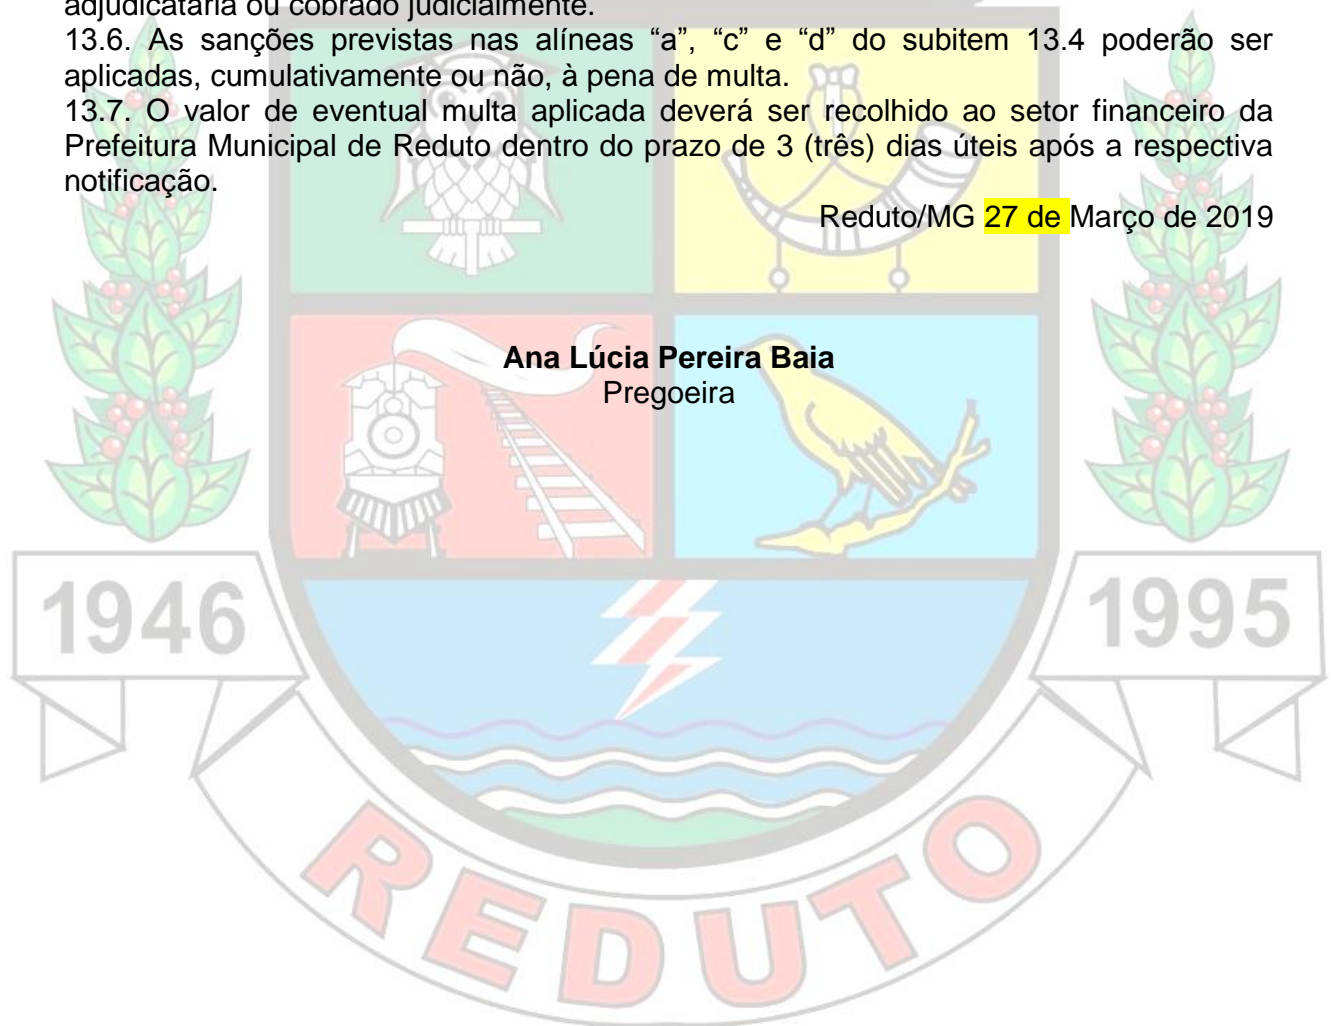 adjudicatária ou cobrado judicialmente.
13.6. As sanções previstas nas alíneas “a”, “c” e “d” do subitem 13.4 poderão ser
aplicadas, cumulativamente ou não, à pena de multa.
13.7. O valor de eventual multa aplicada deverá ser recolhido ao setor financeiro da
Prefeitura Municipal de Reduto dentro do prazo de 3 (três) dias úteis após a respectiva
notificação.
Reduto/MG 27 de Março de 2019
Ana Lúcia Pereira Baia
Pregoeira
1946
1995
REDUTO